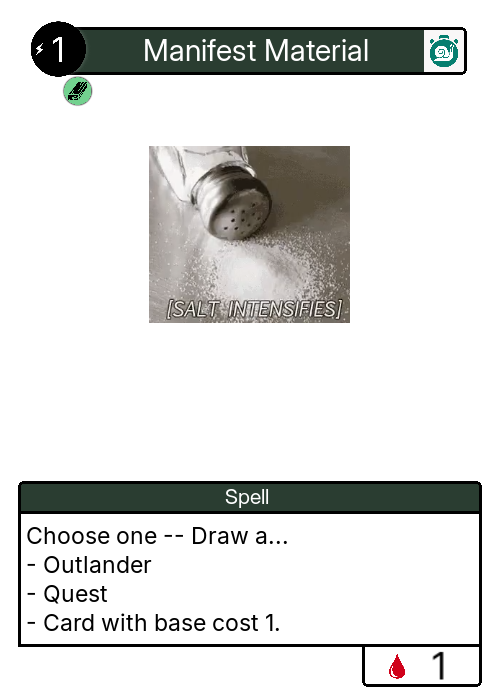 1
Manifest Material
[SALT INTENSIFIES]
Spell
Choose one -- Draw a...
- Outlander
- Quest
- Card with base cost 1.
1